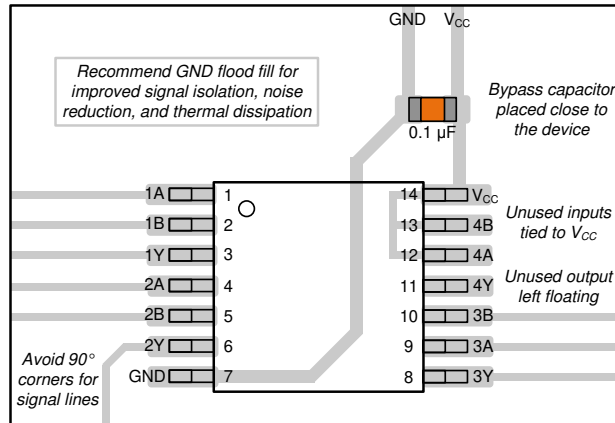 GND VCC
Recommend GND flood fill for
improved signal isolation, noise
reduction, and thermal dissipation
Bypass capacitor
placed close to
the device
0.1 µF
1A 1 14 VCC
1B 2 13 4B
1Y 3 12 4A
Unused inputs
tied to VCC
2A 4 11 4Y
Unused output
left floating
2B 5 10 3B
2Y 6 9 3A
GND 7 8 3Y
Avoid 90°
corners for
signal lines